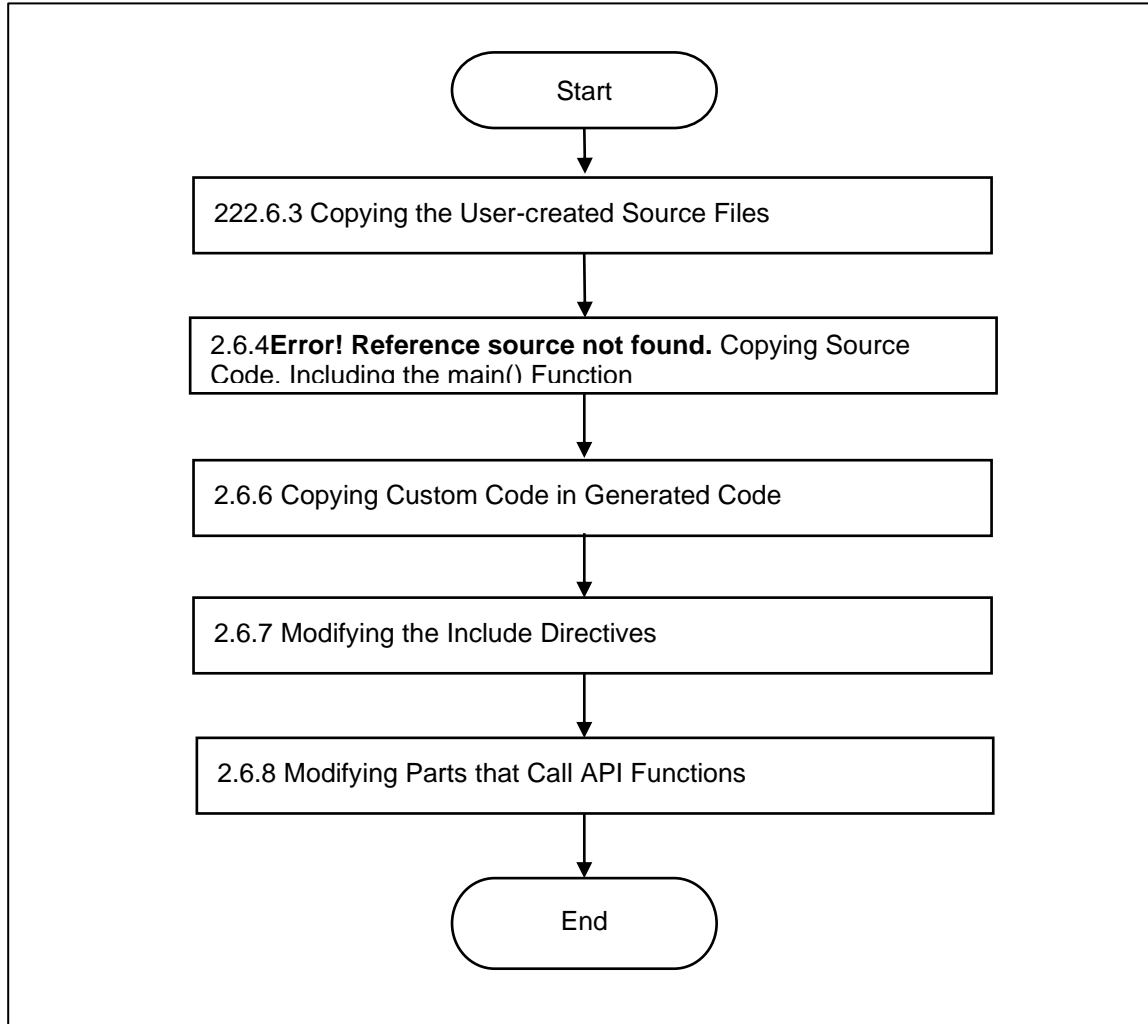 Start
222.6.3 Copying the User-created Source Files
2.6.4Error! Reference source not found. Copying Source
Code, Including the main() Function
2.6.6 Copying Custom Code in Generated Code
2.6.7 Modifying the Include Directives
2.6.8 Modifying Parts that Call API Functions
End